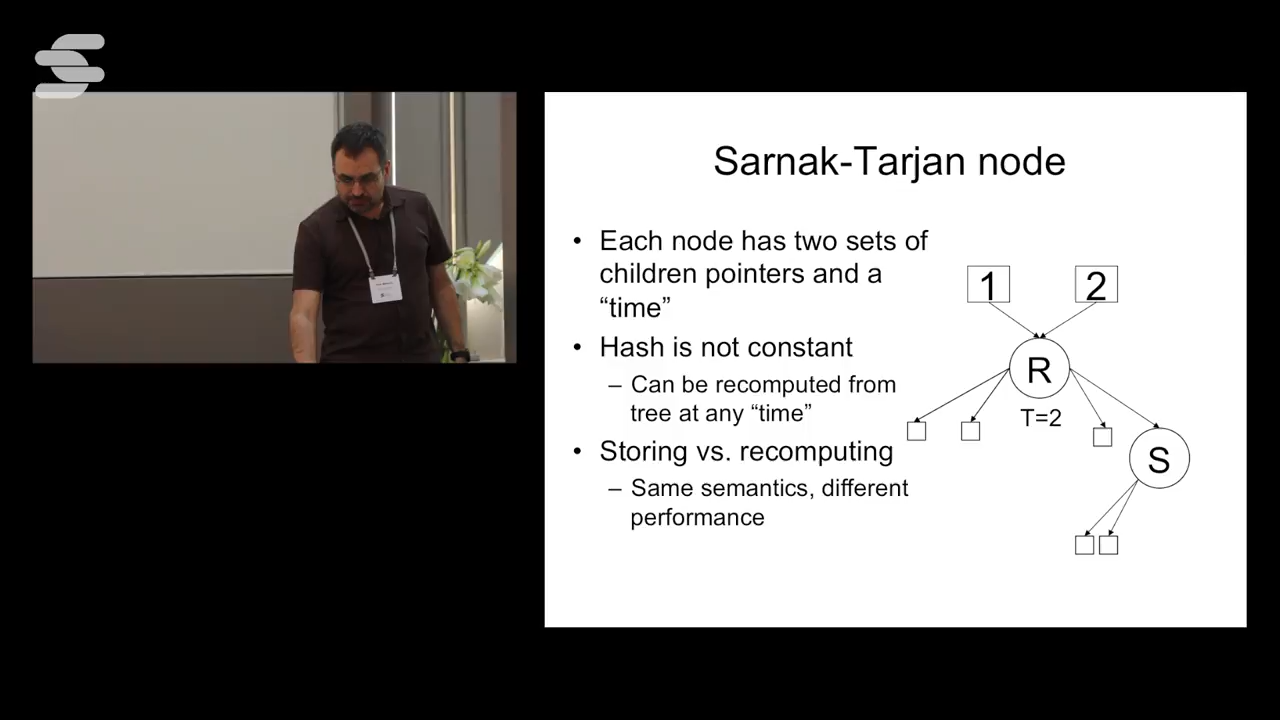 Sarnak-Tarjan node
• Each node has two sets of
children pointers and a
“time”
• Hash is not constant
– Can be recomputed from
tree at any “time”
• Storing vs. recomputing
– Same semantics, different
performance
1 2
R
T=2
S